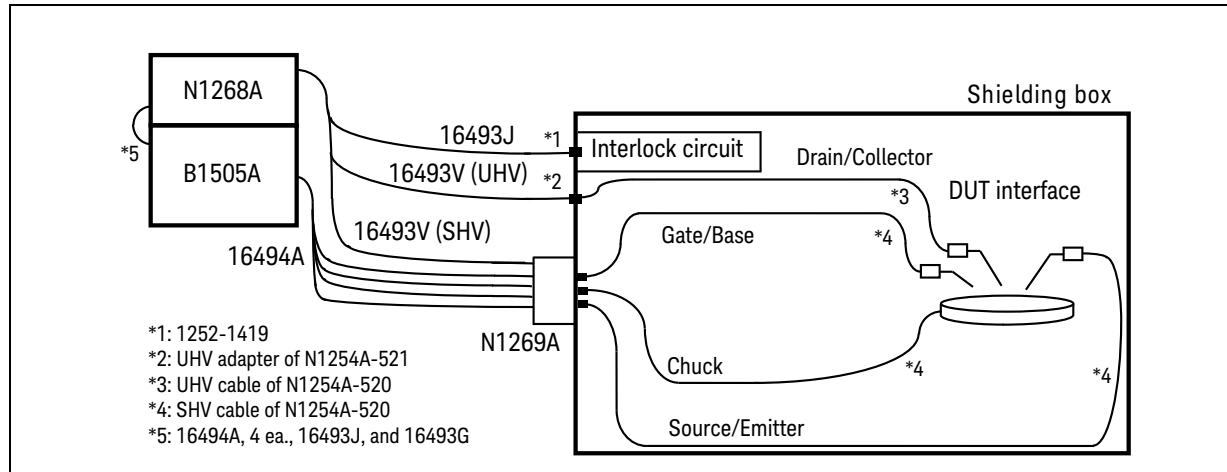 N1268A
B1505A
*5
16493J
*1
16493V (UHV)
*2
16493V (SHV)
16494A
N1269A
Shielding box
Interlock circuit
Drain/Collector
*3
DUT interface
Gate/Base
*4
Chuck
*4
*4
Source/Emitter
*1: 1252-1419
*2: UHV adapter of N1254A-521
*3: UHV cable of N1254A-520
*4: SHV cable of N1254A-520
*5: 16494A, 4 ea., 16493J, and 16493G